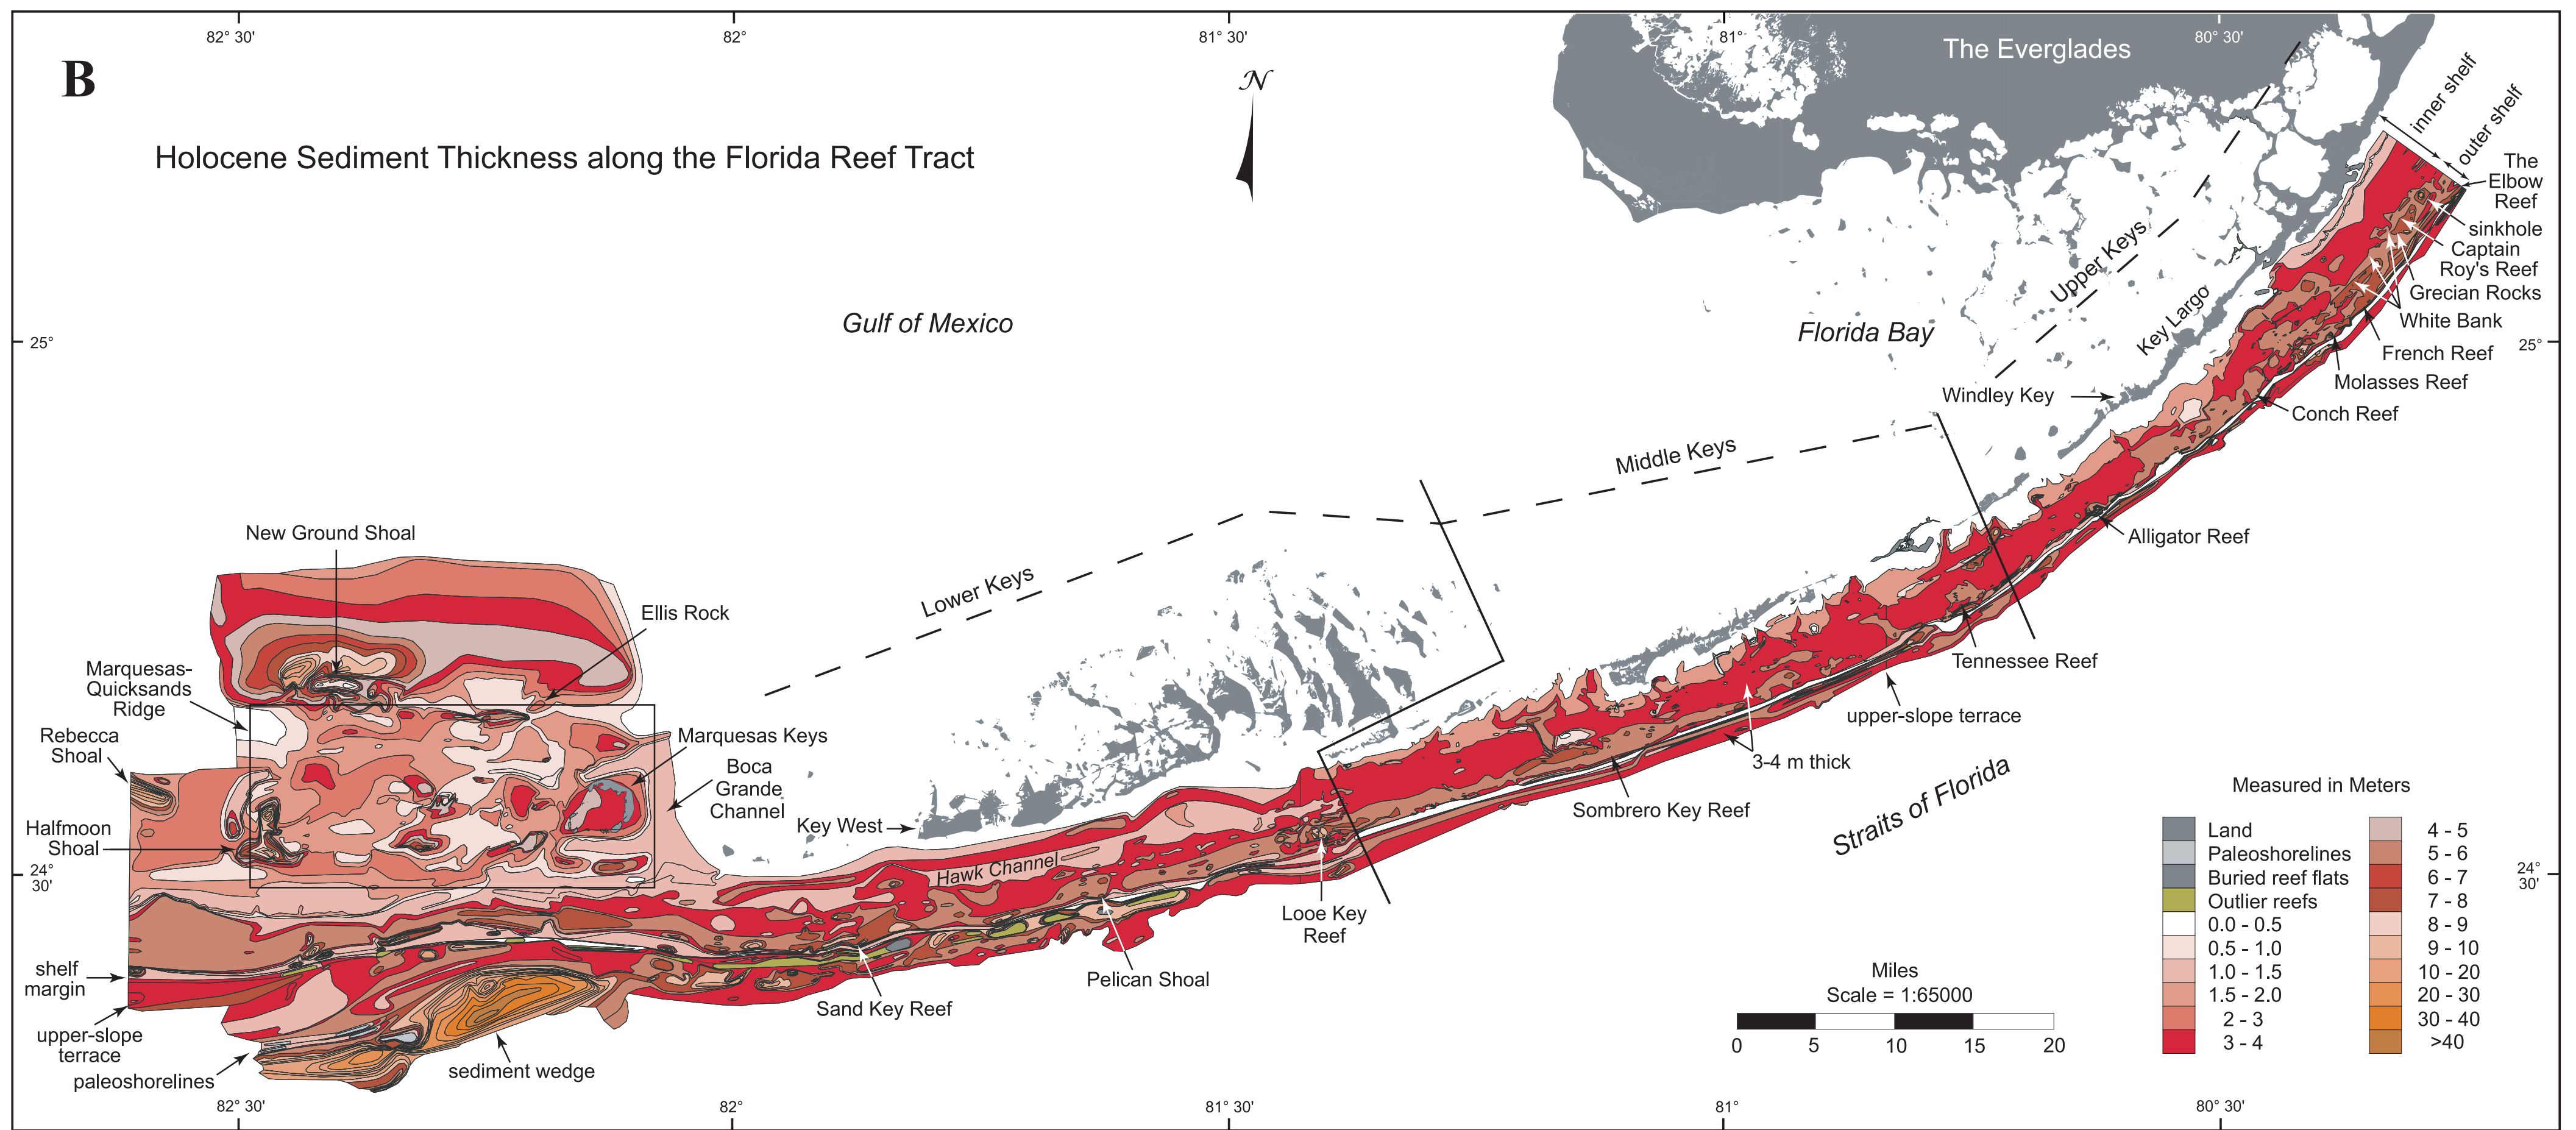 82° 30'
82°
81° 30'
81°
80° 30'
B
The Everglades
N
Holocene Sediment Thickness along the Florida Reef Tract
inner shelf
outer shelf
The
Elbow
Reef
sinkhole
Captain
Roy's Reef
Grecian Rocks
White Bank
French Reef
Molasses Reef
Conch Reef
Upper Keys
Key Largo
Gulf of Mexico
Florida Bay
25°
25°
Windley Key
Middle Keys
Alligator Reef
New Ground Shoal
Lower Keys
Ellis Rock
Tennessee Reef
Marquesas-
Quicksands
Ridge
upper-slope terrace
Rebecca
Shoal
Marquesas Keys
Boca
Grande
Channel
3-4 m thick
Straits of Florida
Sombrero Key Reef
Halfmoon
Shoal
Key West
24°
30'
Hawk Channel
24°
30'
Looe Key
Reef
shelf
margin
Pelican Shoal
Sand Key Reef
upper-slope
terrace
paleoshorelines
sediment wedge
Measured in Meters
Land
Paleoshorelines
Buried reef flats
Outlier reefs
0.0 - 0.5
0.5 - 1.0
1.0 - 1.5
1.5 - 2.0
2 - 3
3 - 4
4 - 5
5 - 6
6 - 7
7 - 8
8 - 9
9 - 10
10 - 20
20 - 30
30 - 40
>40
Miles
Scale = 1:65000
0 5 10 15 20
82° 30'
82°
81° 30'
81°
80° 30'